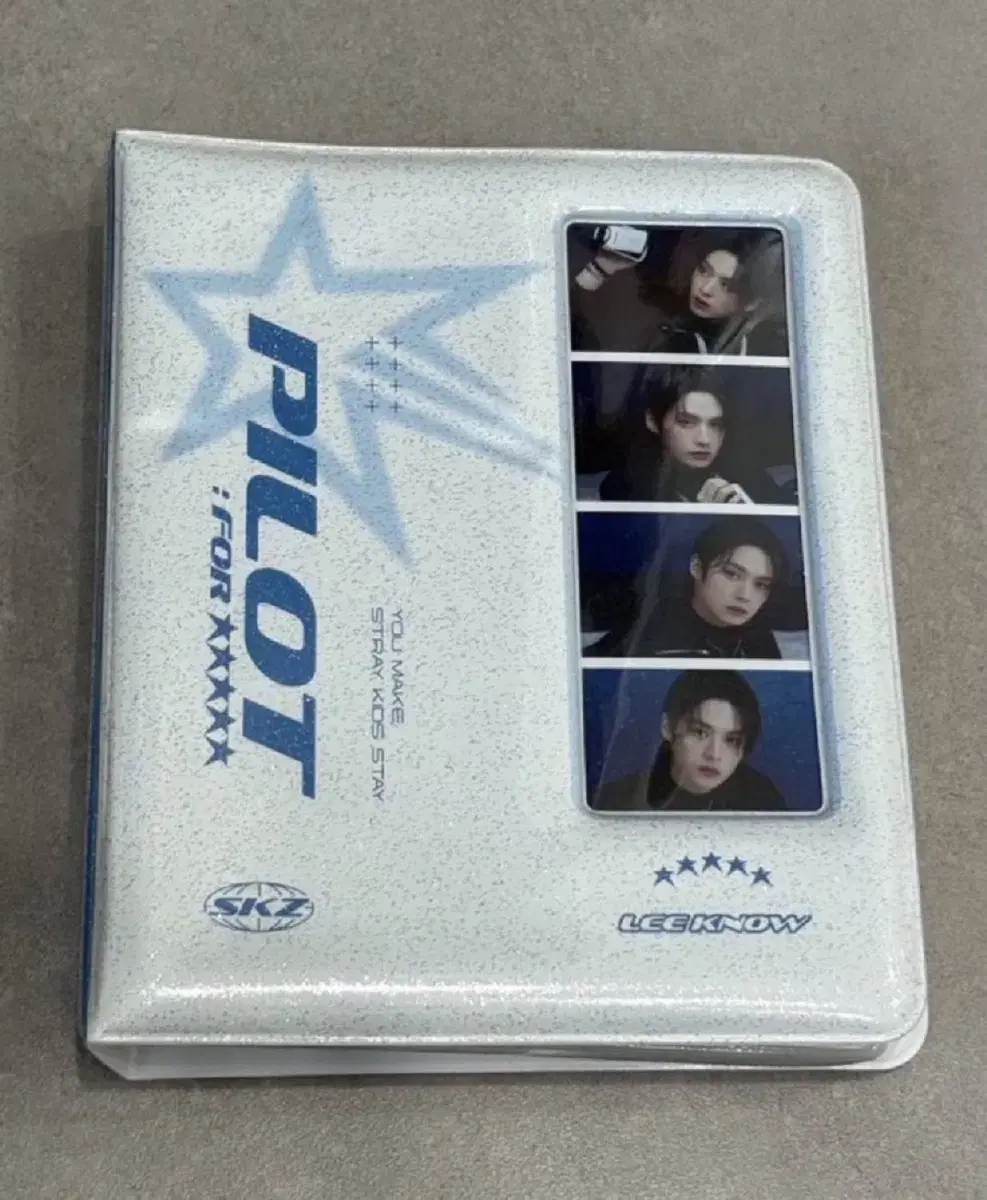 PILOT
: FOR ★★★★★
YOU MAKE
STRAY KIDS STAY
SKZ
LEE KNOW